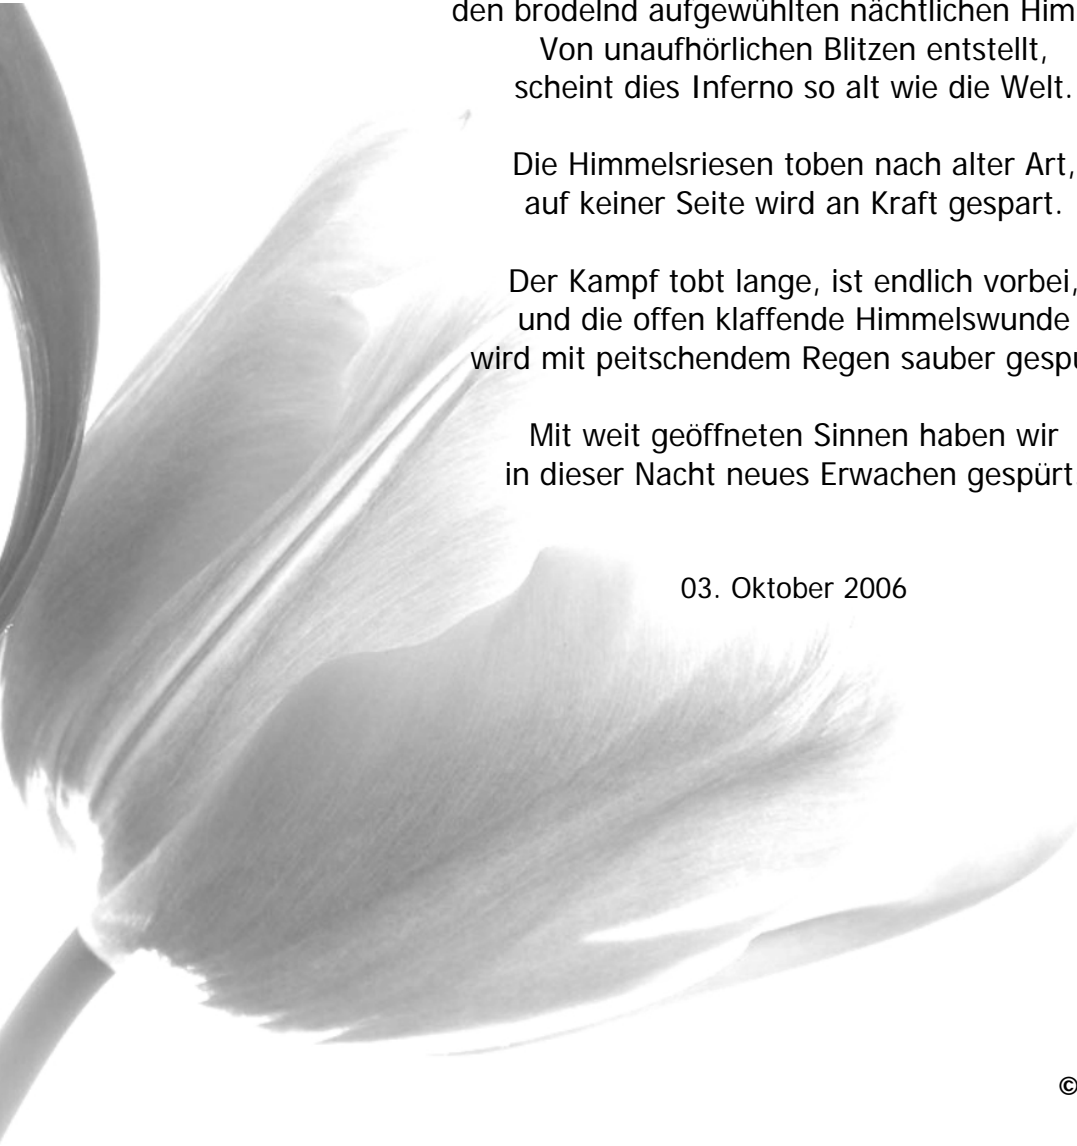 den brodelnd aufgewühlten nächtlichen Him
Von unaufhörlichen Blitzen entstellt,
scheint dies Inferno so alt wie die Welt.
Die Himmelsriesen toben nach alter Art,
auf keiner Seite wird an Kraft gespart.
Der Kampf tobt lange, ist endlich vorbei,
und die offen klaffende Himmelswunde
wird mit peitschendem Regen sauber gespü
Mit weit geöffneten Sinnen haben wir
in dieser Nacht neues Erwachen gespürt.
03. Oktober 2006
©